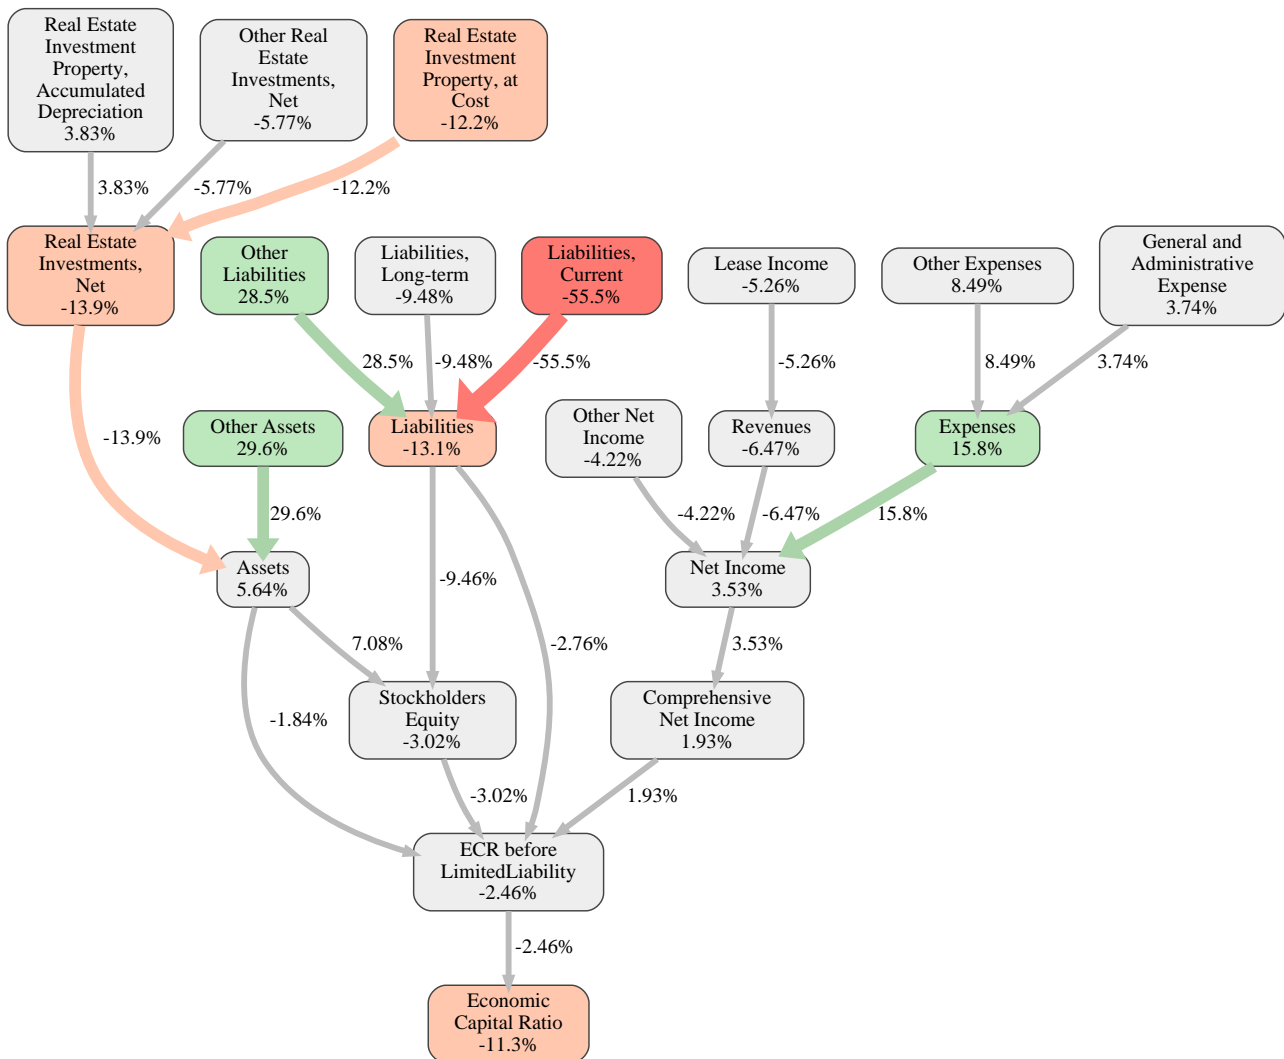 Real Estate
Investment
Property,
Accumulated
Depreciation
3.83%
Other Real
Estate
Investments,
Net
-5.77%
Real Estate
Investment
Property, at
Cost
-12.2%
3.83%
-5.77%
-12.2%
Real Estate
Investments,
Net
-13.9%
Other
Liabilities
28.5%
Liabilities,
Long-term
-9.48%
Liabilities,
Current
-55.5%
Lease Income
-5.26%
Other Expenses
8.49%
General and
Administrative
Expense
3.74%
28.5%
-9.48%
-55.5%
-5.26%
8.49%
3.74%
-13.9%
Other Assets
29.6%
Liabilities
-13.1%
Other Net
Income
-4.22%
Revenues
-6.47%
Expenses
15.8%
29.6%
-4.22%
-6.47%
15.8%
Assets
5.64%
-9.46%
Net Income
3.53%
7.08%
-2.76%
3.53%
-1.84%
Stockholders
Equity
-3.02%
Comprehensive
Net Income
1.93%
-3.02%
1.93%
ECR before
LimitedLiability
-2.46%
-2.46%
Economic
Capital Ratio
-11.3%